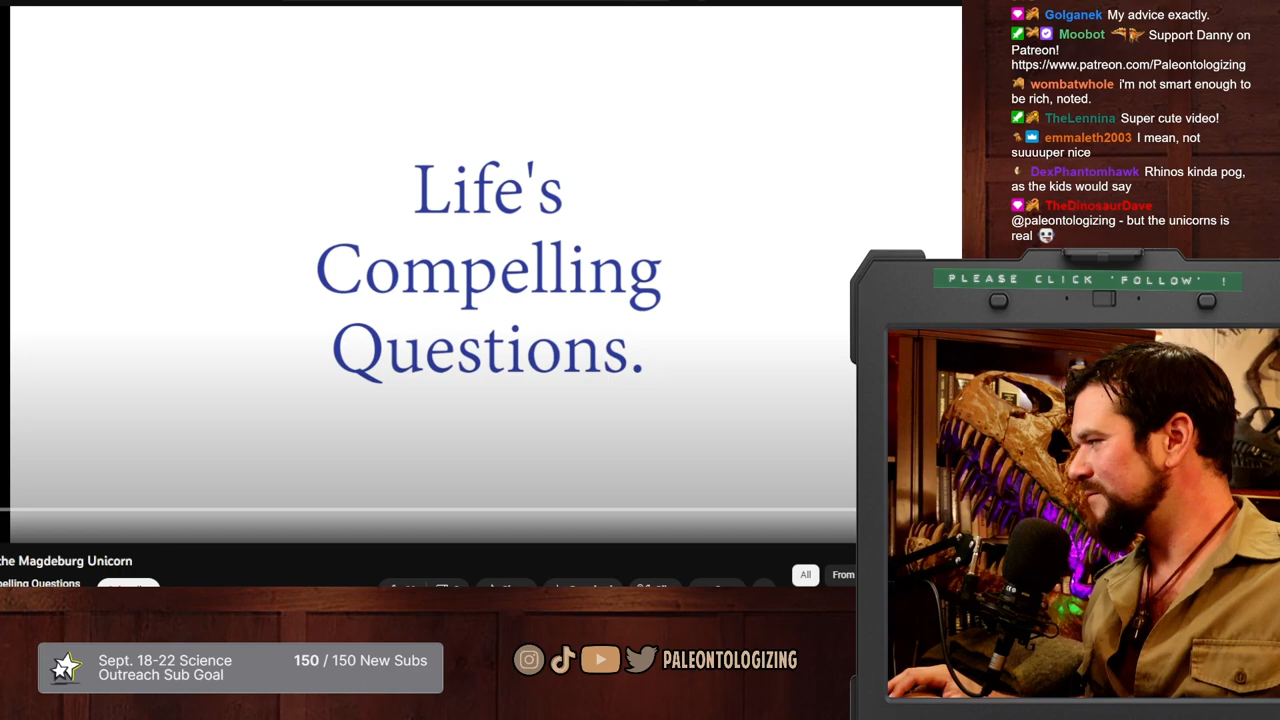 Life's
Compelling
Questions.
the Magdeburg Unicorn
All
From
Golganek My advice exactly.
Moobot Support Danny on
Patreon!
https://www.patreon.com/Paleontologizing
wombatwhole i'm not smart enough to
be rich, noted.
TheLennina Super cute video!
emmaleth2003 I mean, not
suuuuper nice
DexPhantomhawk Rhinos kinda pog,
as the kids would say
TheDinosaurDave
@paleontologizing - but the unicorns is
real
PLEASE CLICK 'FOLLOW' !
Sept. 18-22 Science
Outreach Sub Goal
150 / 150 New Subs
PALEONTOLOGIZING